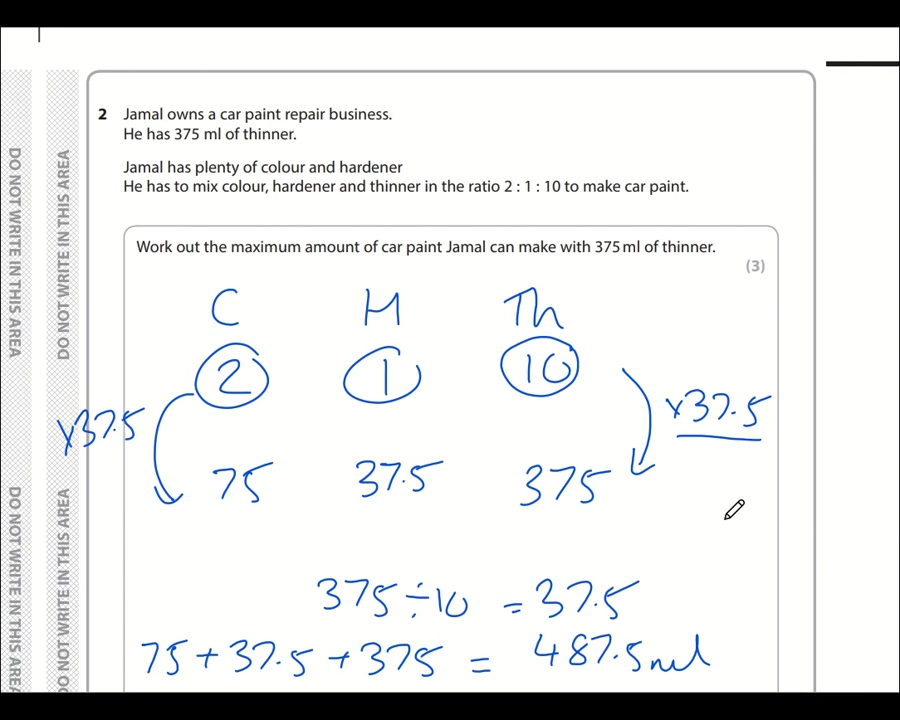 2 Jamal owns a car paint repair business.
He has 375 ml of thinner.
Jamal has plenty of colour and hardener
He has to mix colour, hardener and thinner in the ratio 2 : 1 : 10 to make car paint.
Work out the maximum amount of car paint Jamal can make with 375 ml of thinner.
(3)
C H Th
2 1 10
×37.5 ×37.5
75 37.5 375
375 ÷ 10 = 37.5
75 + 37.5 + 375 = 487.5 ml
DO NOT WRITE IN THIS AREA
DO NOT WRITE IN THIS AREA
DO NOT WRITE IN THIS AREA
DO NOT WRITE IN THIS AREA